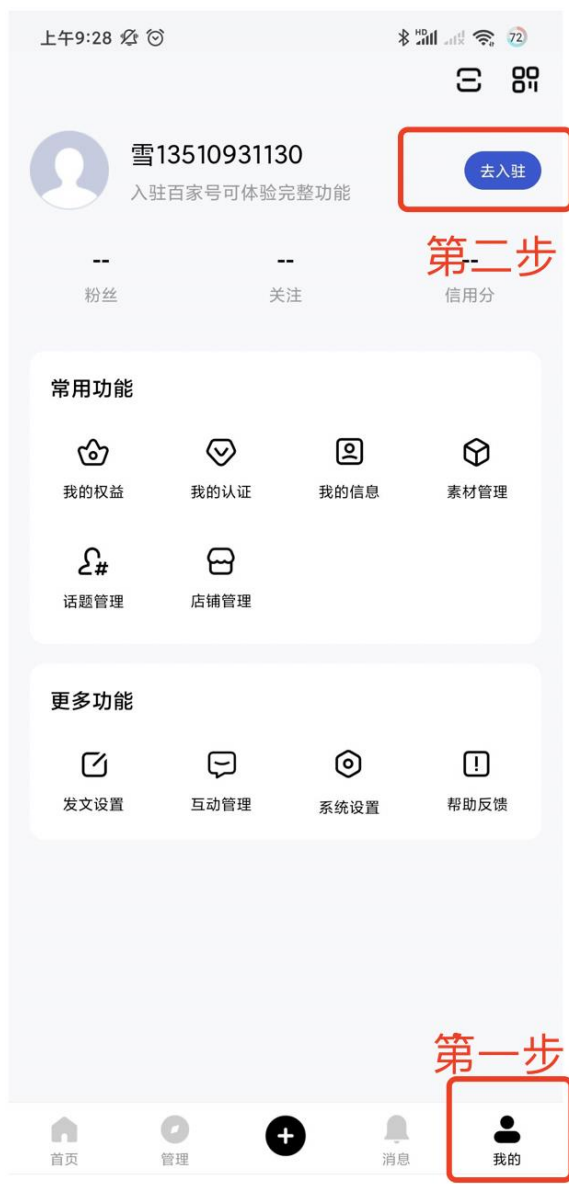 上午9:28
HD
72
雪13510931130
入驻百家号可体验完整功能
去入驻
第二步
-- -- --
粉丝 关注 信用分
常用功能
我的权益 我的认证 我的信息 素材管理
话题管理 店铺管理
更多功能
发文设置 互动管理 系统设置 帮助反馈
第一步
首页 管理 消息 我的